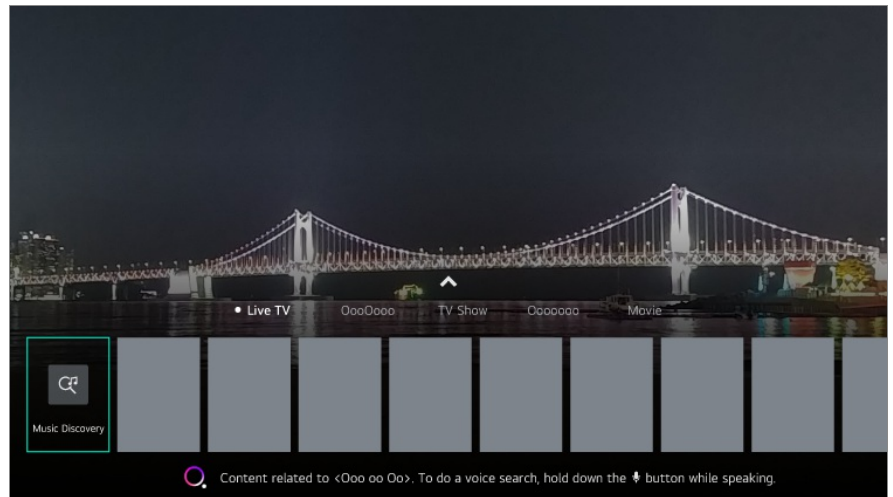 Live TV OooOooo TV Show Ooooooo Movie
Music Discovery
Content related to <Ooo oo Oo>. To do a voice search, hold down the button while speaking.